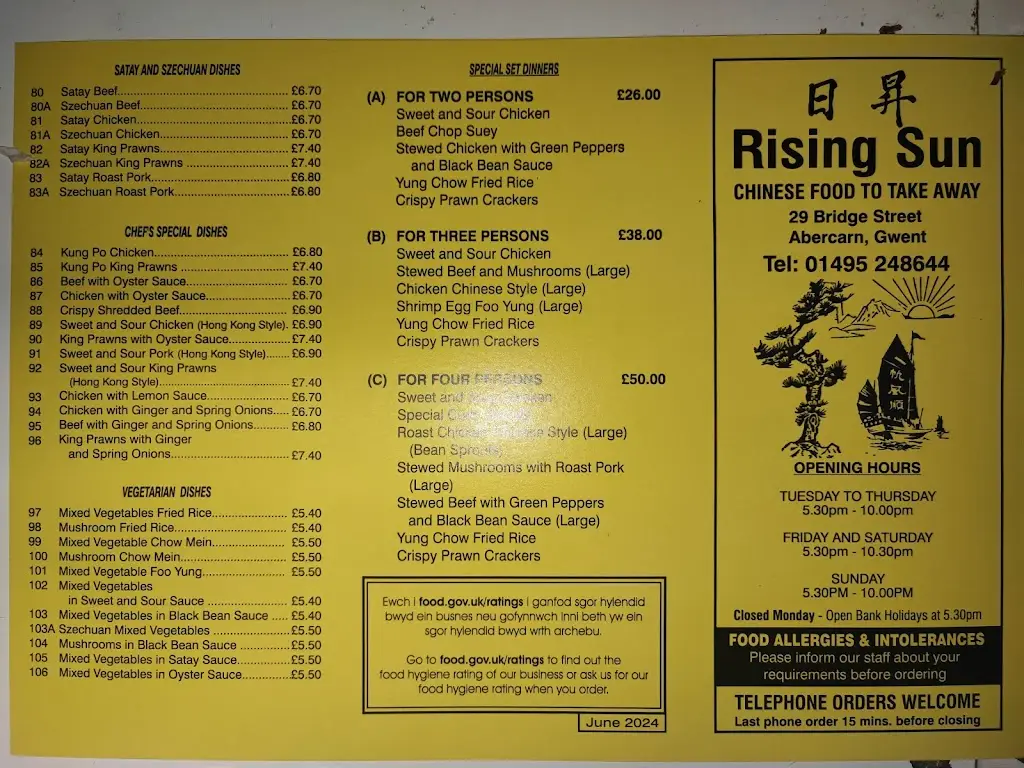 SATAY AND SZECHUAN DISHES
80 Satay Beef £6.70
80A Szechuan Beef £6.70
81 Satay Chicken £6.70
81A Szechuan Chicken £6.70
82 Satay King Prawns £7.40
82A Szechuan King Prawns £7.40
83 Satay Roast Pork £6.80
83A Szechuan Roast Pork £6.80
CHEF'S SPECIAL DISHES
84 Kung Po Chicken £6.80
85 Kung Po King Prawns £7.40
86 Beef with Oyster Sauce £6.70
87 Chicken with Oyster Sauce £6.70
88 Crispy Shredded Beef £6.90
89 Sweet and Sour Chicken (Hong Kong Style). £6.90
90 King Prawns with Oyster Sauce £7.40
91 Sweet and Sour Pork (Hong Kong Style) £6.90
92 Sweet and Sour King Prawns
(Hong Kong Style) £7.40
93 Chicken with Lemon Sauce £6.70
94 Chicken with Ginger and Spring Onions £6.70
95 Beef with Ginger and Spring Onions £6.80
96 King Prawns with Ginger
and Spring Onions £7.40
VEGETARIAN DISHES
97 Mixed Vegetables Fried Rice £5.40
98 Mushroom Fried Rice £5.40
99 Mixed Vegetable Chow Mein £5.50
100 Mushroom Chow Mein £5.50
101 Mixed Vegetable Foo Yung £5.50
102 Mixed Vegetables
in Sweet and Sour Sauce £5.40
103 Mixed Vegetables in Black Bean Sauce £5.40
103A Szechuan Mixed Vegetables £5.50
104 Mushrooms in Black Bean Sauce £5.50
105 Mixed Vegetables in Satay Sauce £5.50
106 Mixed Vegetables in Oyster Sauce £5.50
SPECIAL SET DINNERS
(A) FOR TWO PERSONS £26.00
Sweet and Sour Chicken
Beef Chop Suey
Stewed Chicken with Green Peppers
and Black Bean Sauce
Yung Chow Fried Rice
Crispy Prawn Crackers
(B) FOR THREE PERSONS £38.00
Sweet and Sour Chicken
Stewed Beef and Mushrooms (Large)
Chicken Chinese Style (Large)
Shrimp Egg Foo Yung (Large)
Yung Chow Fried Rice
Crispy Prawn Crackers
(C) FOR FOUR PERSONS £50.00
Sweet and
Special
Roast Style (Large)
(Bean
Stewed Mushrooms with Roast Pork
(Large)
Stewed Beef with Green Peppers
and Black Bean Sauce (Large)
Yung Chow Fried Rice
Crispy Prawn Crackers
Ewch i food.gov.uk/ratings i ganfod sgor hylendid
bwyd ein busnes neu gofynnwch inni beth yw ein
sgor hylendid bwyd wrth archebu.
Go to food.gov.uk/ratings to find out the
food hygiene rating of our business or ask us for our
food hygiene rating when you order.
June 2024
日昇
Rising Sun
CHINESE FOOD TO TAKE AWAY
29 Bridge Street
Abercarn, Gwent
Tel: 01495 248644
帆風順
OPENING HOURS
TUESDAY TO THURSDAY
5.30pm - 10.00pm
FRIDAY AND SATURDAY
5.30pm - 10.30pm
SUNDAY
5.30PM - 10.00PM
Closed Monday - Open Bank Holidays at 5.30pm
FOOD ALLERGIES & INTOLERANCES
Please inform our staff about your
requirements before ordering
TELEPHONE ORDERS WELCOME
Last phone order 15 mins. before closing